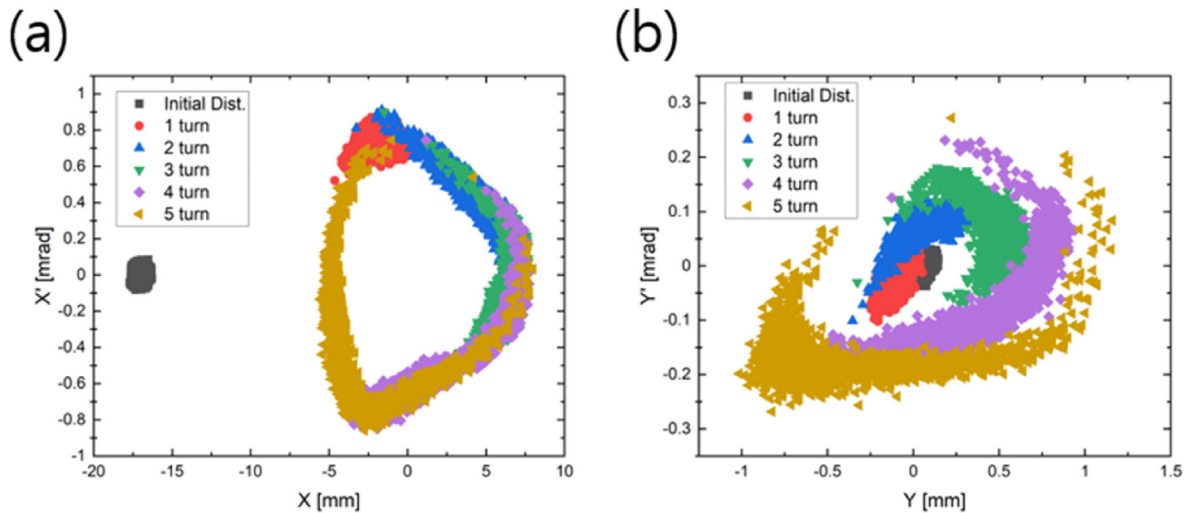 (a)
(b)
Initial Dist.
1 turn
2 turn
3 turn
4 turn
5 turn
X' [mrad]
1
0.8
0.6
0.4
0.2
0
-0.2
-0.4
-0.6
-0.8
-1
-20
-15
-10
-5
0
5
10
X [mm]
Initial Dist.
1 turn
2 turn
3 turn
4 turn
5 turn
Y' [mrad]
0.3
0.2
0.1
0
-0.1
-0.2
-0.3
-1
-0.5
0
0.5
1
1.5
Y [mm]